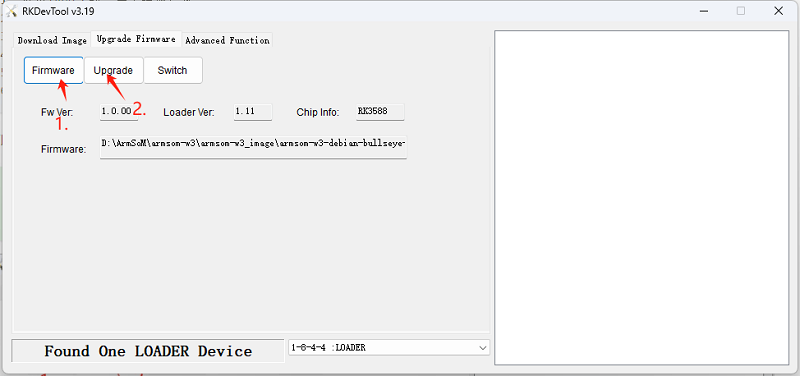 RKDevTool v3.19
Download Image Upgrade Firmware Advanced Function
Firmware Upgrade Switch
Fw Ver: 1.0.00 Loader Ver: 1.11 Chip Info: RK3588
1. 2.
Firmware: D:\ArmSoM\armsom-w3\armsom-w3_image\armsom-w3-debian-bullseye-
Found One LOADER Device 1-6-4-4 :LOADER